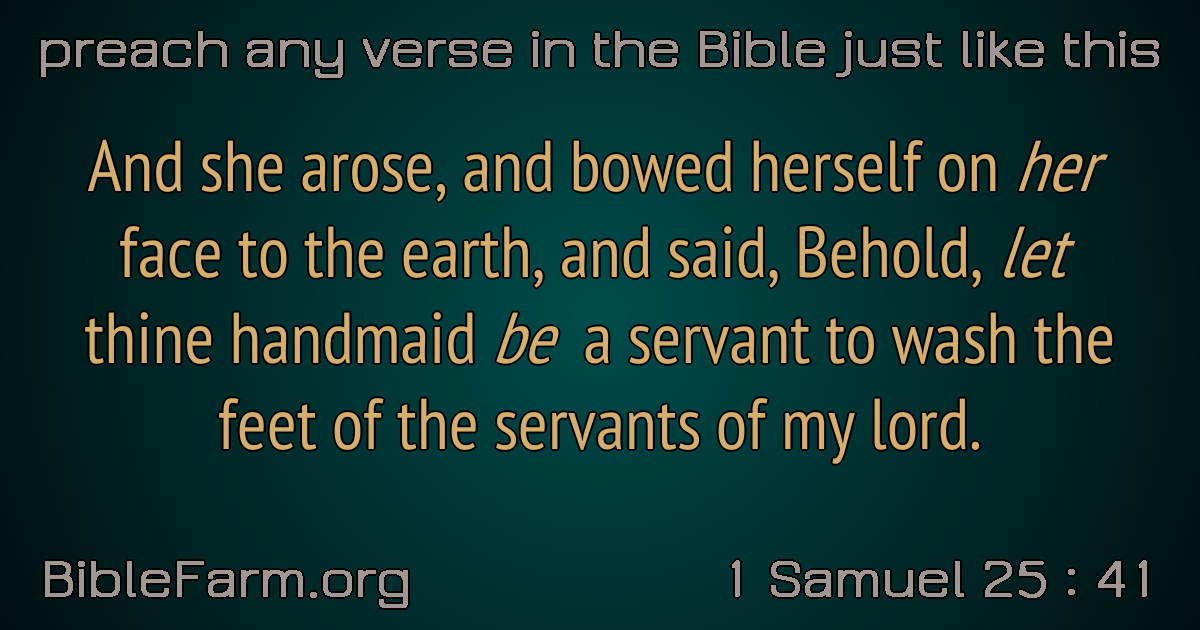 preach any verse in the Bible just like this
And she arose, and bowed herself on her
face to the earth, and said, Behold, let
thine handmaid be a servant to wash the
feet of the servants of my lord.
BibleFarm.org
1 Samuel 25 : 41